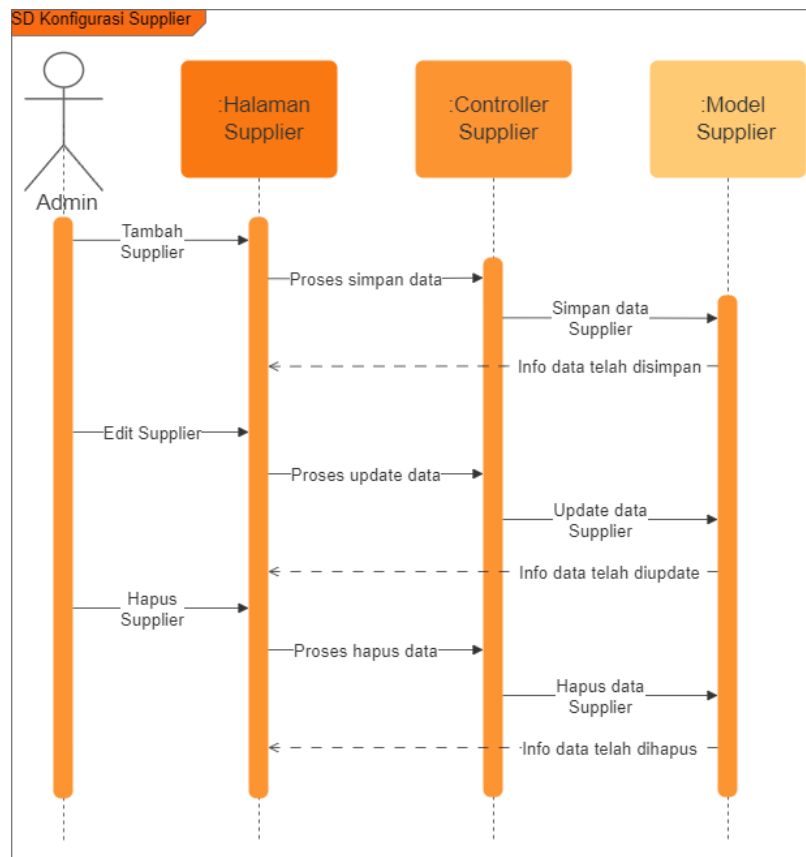 SD Konfigurasi Supplier
:Halaman
Supplier
:Controller
Supplier
:Model
Supplier
Admin
Tambah
Supplier
Proses simpan data
Simpan data
Supplier
Info data telah disimpan
Edit Supplier
Proses update data
Update data
Supplier
Info data telah diupdate
Hapus
Supplier
Proses hapus data
Hapus data
Supplier
Info data telah dihapus